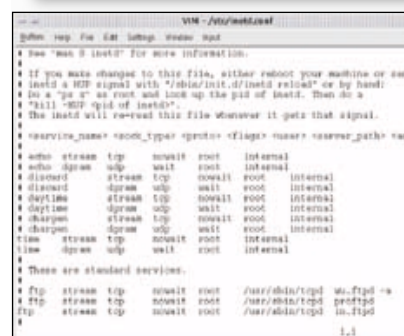 VIM - /etc/inetd.conf
Buffers Help File Edit Settings Window Input
# See "man 8 inetd" for more information.
#
# If you make changes to this file, either reboot your machine or
# inetd a HUP signal with "/sbin/init.d/inetd reload" or by hand:
# Do a "ps x" as root and look up the pid of inetd. Then do a
# "kill -HUP <pid of inetd>".
# The inetd will re-read this file whenever it gets that signal.
#
# <service_name> <sock_type> <proto> <flags> <user> <server_path>
#
# echo stream tcp nowait root internal
# echo dgram udp wait root internal
# discard stream tcp nowait root internal
# discard dgram udp wait root internal
# daytime stream tcp nowait root internal
# daytime dgram udp wait root internal
# chargen stream tcp nowait root internal
# chargen dgram udp wait root internal
time stream tcp nowait root internal
time dgram udp wait root internal
#
# These are standard services.
#
# ftp stream tcp nowait root /usr/sbin/tcpd wu.ftpd -a
# ftp stream tcp nowait root /usr/sbin/tcpd proftpd
ftp stream tcp nowait root /usr/sbin/tcpd in.ftpd
#
1,1